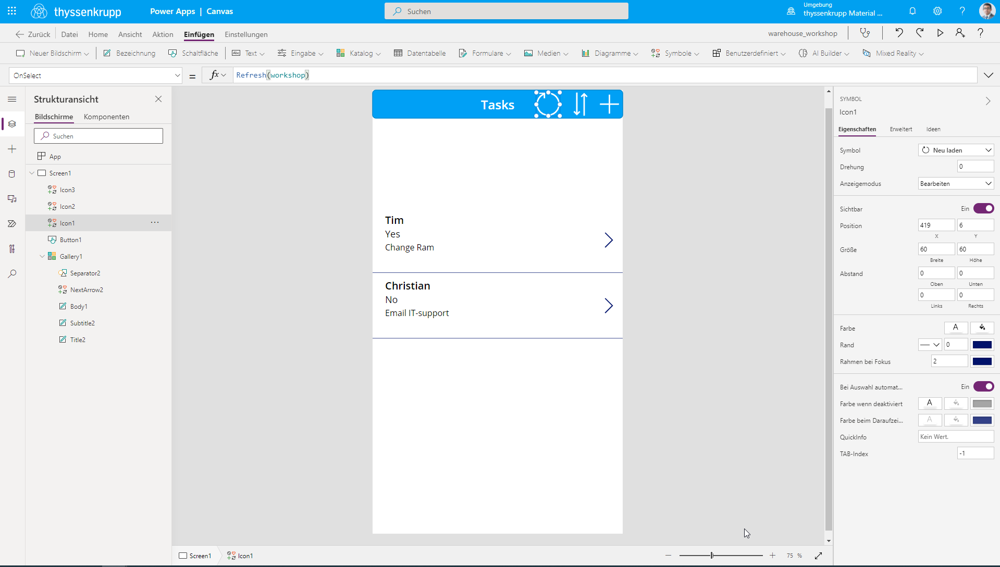 thyssenkrupp
Power Apps | Canvas
Suchen
Umgebung
thyssenkrupp Material ...
Zurück
Datei
Home
Ansicht
Aktion
Einfügen
Einstellungen
warehouse_workshop
Neuer Bildschirm
Bezeichnung
Schaltfläche
Abc
Text
Eingabe
Katalog
Datentabelle
Formulare
Medien
Diagramme
Symbole
Benutzerdefiniert
AI Builder
Mixed Reality
OnSelect
=
fx
Refresh(workshop)
Strukturansicht
Bildschirme
Komponenten
Suchen
App
Screen1
Icon3
Icon2
Icon1
...
Button1
Gallery1
Separator2
NextArrow2
Body1
Subtitle2
Title2
Tasks
Tim
Yes
Change Ram
Christian
No
Email IT-support
SYMBOL
Icon1
Eigenschaften
Erweitert
Ideen
Symbol
Neu laden
Drehung
0
Anzeigemodus
Bearbeiten
Sichtbar
Ein
Position
419
6
X
Y
Größe
60
60
Breite
Höhe
Abstand
0
0
Oben
Unten
0
0
Links
Rechts
Farbe
A
Rand
0
Rahmen bei Fokus
2
Bei Auswahl automat...
Ein
Farbe wenn deaktiviert
A
Farbe beim Daraufzei...
A
QuickInfo
Kein Wert.
TAB-Index
-1
Screen1
Icon1
75 %